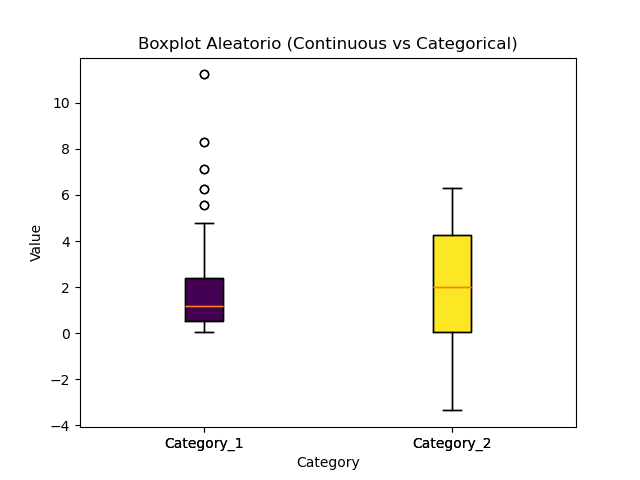 Boxplot Aleatorio (Continuous vs Categorical)
10
8
6
4
2
0
−2
−4
Value
Category_1
Category_2
Category